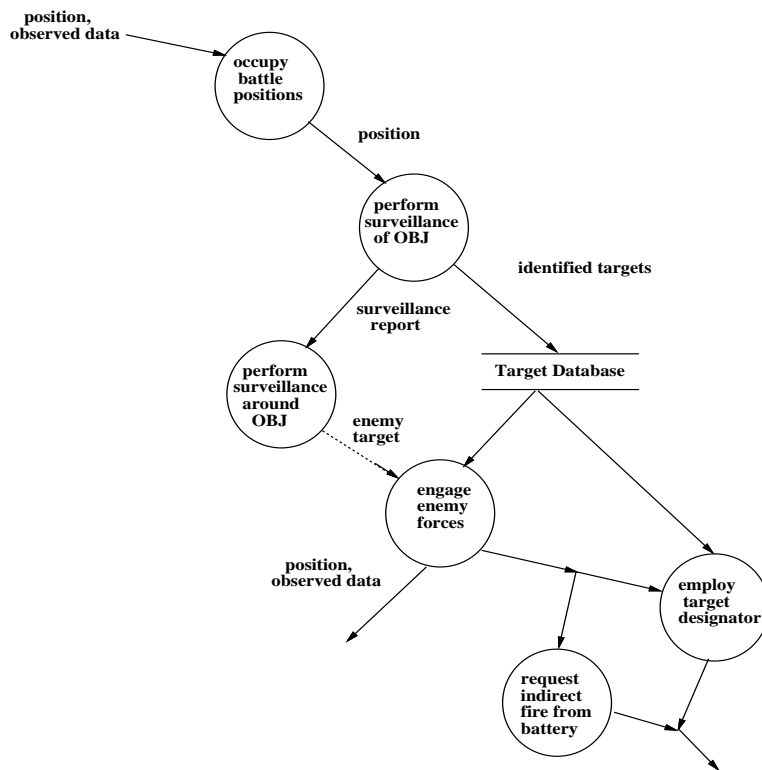 position,
observed data
occupy
battle
positions
position
perform
surveillance
of OBJ
identified targets
surveillance
report
Target Database
perform
surveillance
around
OBJ
enemy
target
engage
enemy
forces
position,
observed data
employ
target
designator
request
indirect
fire from
battery